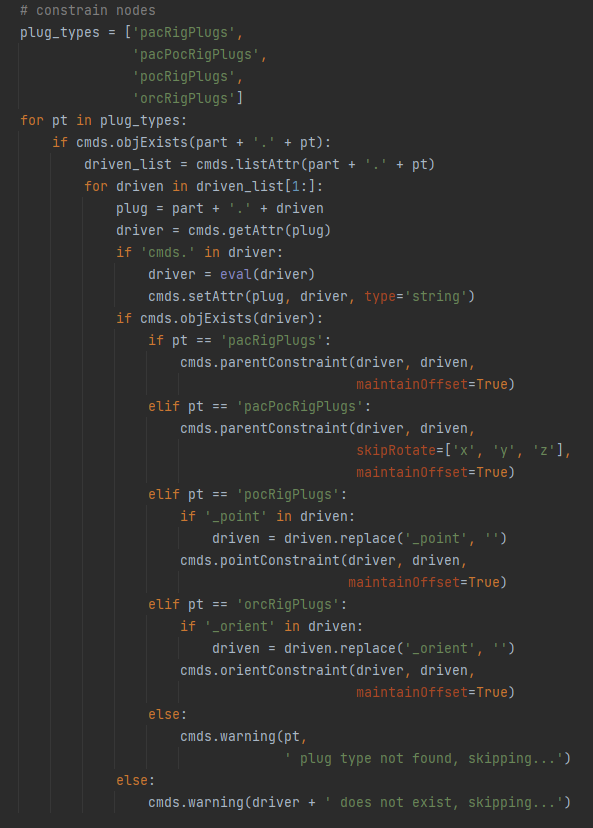 # constrain nodes
plug_types = ['pacRigPlugs',
              'pacPocRigPlugs',
              'pocRigPlugs',
              'orcRigPlugs']
for pt in plug_types:
    if cmds.objExists(part + '.' + pt):
        driven_list = cmds.listAttr(part + '.' + pt)
        for driven in driven_list[1:]:
            plug = part + '.' + driven
            driver = cmds.getAttr(plug)
            if 'cmds.' in driver:
                driver = eval(driver)
                cmds.setAttr(plug, driver, type='string')
            if cmds.objExists(driver):
                if pt == 'pacRigPlugs':
                    cmds.parentConstraint(driver, driven,
                                          maintainOffset=True)
                elif pt == 'pacPocRigPlugs':
                    cmds.parentConstraint(driver, driven,
                                          skipRotate=['x', 'y', 'z'],
                                          maintainOffset=True)
                elif pt == 'pocRigPlugs':
                    if '_point' in driven:
                        driven = driven.replace('_point', '')
                    cmds.pointConstraint(driver, driven,
                                         maintainOffset=True)
                elif pt == 'orcRigPlugs':
                    if '_orient' in driven:
                        driven = driven.replace('_orient', '')
                    cmds.orientConstraint(driver, driven,
                                          maintainOffset=True)
                else:
                    cmds.warning(pt,
                                 ' plug type not found, skipping...')
            else:
                cmds.warning(driver + ' does not exist, skipping...')